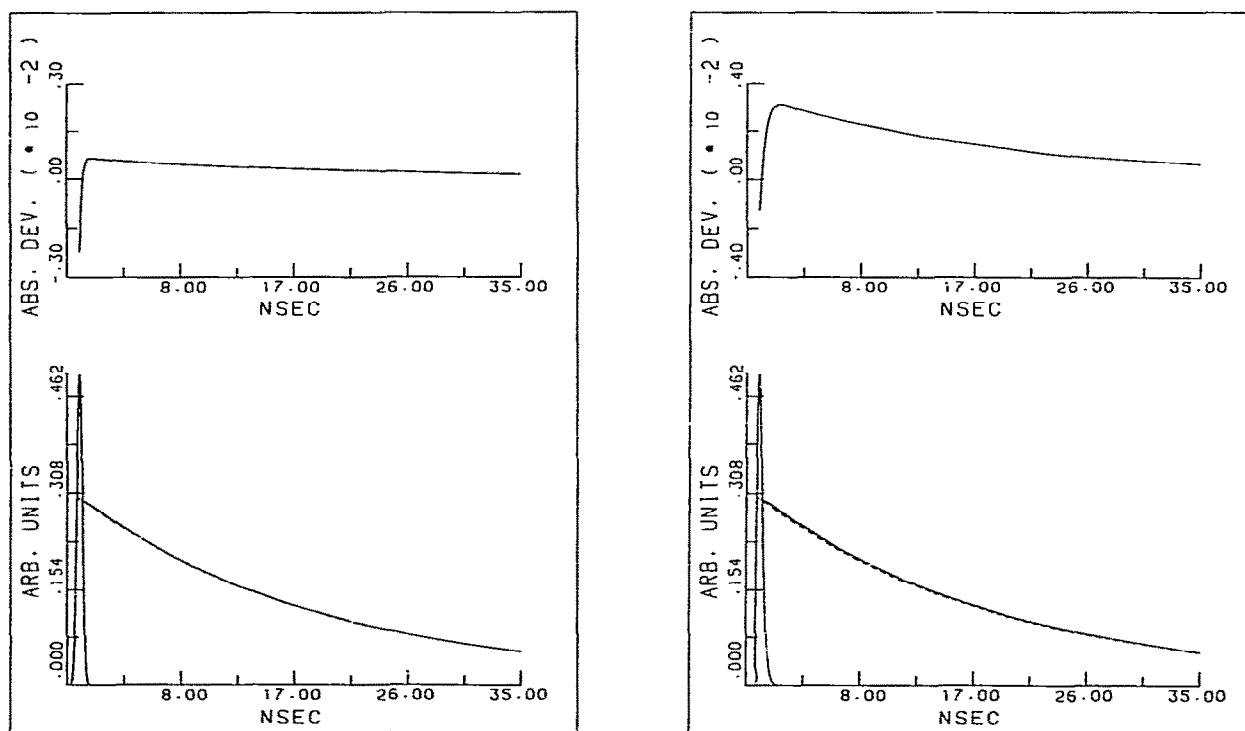 ABS. DEV. ( * 10 -2 )
.30
.00
-.30
8.00 17.00 26.00 35.00
NSEC
ARB. UNITS
.462
.308
.154
.000
8.00 17.00 26.00 35.00
NSEC
ABS. DEV. ( * 10 -2 )
.40
.00
-.40
8.00 17.00 26.00 35.00
NSEC
ARB. UNITS
.462
.308
.154
.000
8.00 17.00 26.00 35.00
NSEC